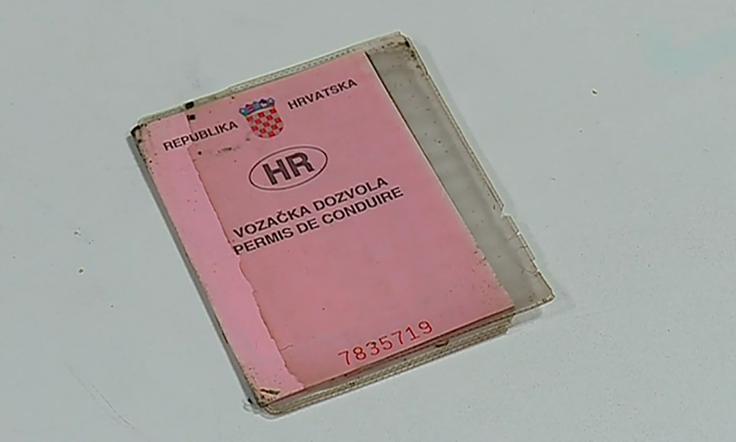 REPUBLIKA HRVATSKA
HR
VOZAČKA DOZVOLA
PERMIS DE CONDUIRE
7835719